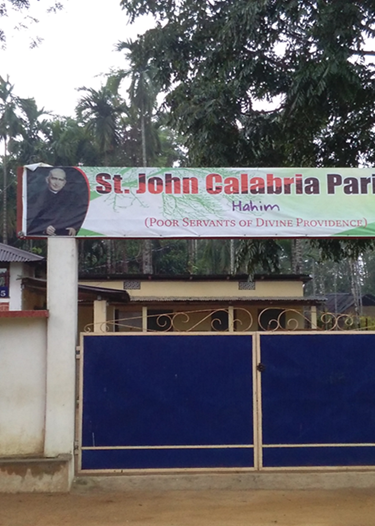 St. John Calabria Pari
Hahim
(POOR SERVANTS OF DIVINE PROVIDENCE)